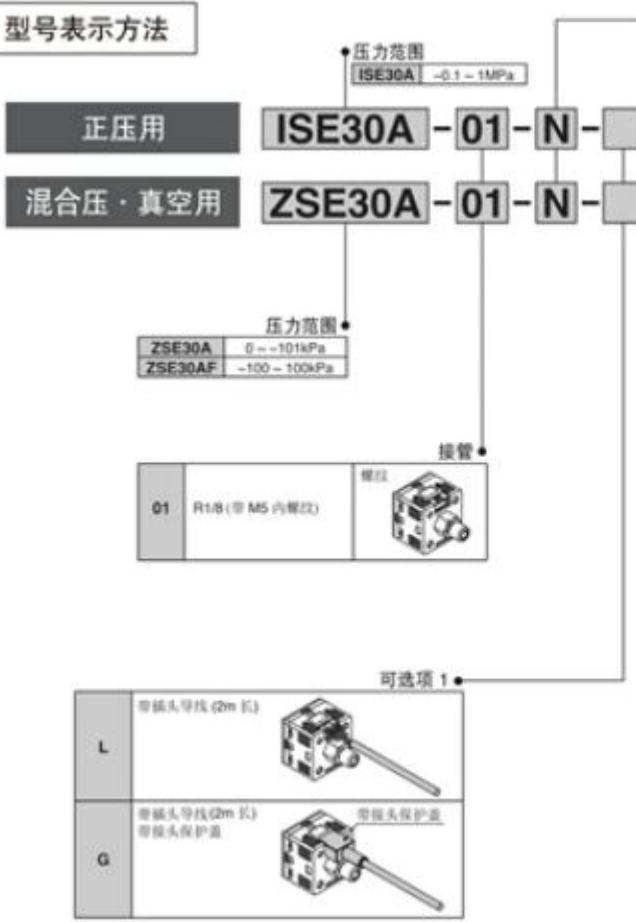 型号表示方法
压力范围
ISE30A -0.1 ~ 1MPa
正压用 ISE30A - 01 - N -
混合压・真空用 ZSE30A - 01 - N -
压力范围
ZSE30A 0 ~ -101kPa
ZSE30AF -100 ~ 100kPa
接管
01 R1/8 (带 M5 内螺纹) 螺纹
可选项 1
L 带插头导线 (2m 长)
G 带插头导线 (2m 长) 带接头保护盖
带接头保护盖